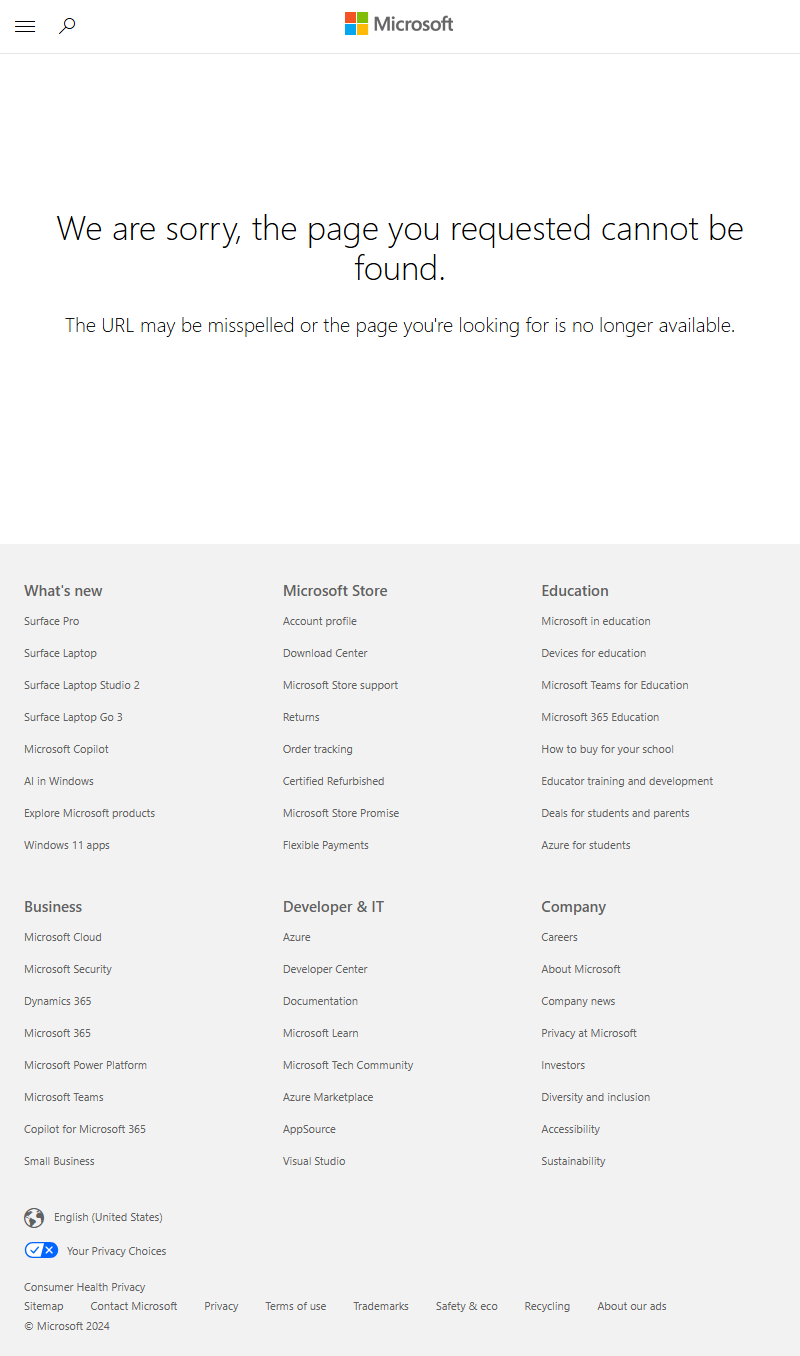 Microsoft
We are sorry, the page you requested cannot be
found.
The URL may be misspelled or the page you're looking for is no longer available.
What's new
Surface Pro
Surface Laptop
Surface Laptop Studio 2
Surface Laptop Go 3
Microsoft Copilot
AI in Windows
Explore Microsoft products
Windows 11 apps
Microsoft Store
Account profile
Download Center
Microsoft Store support
Returns
Order tracking
Certified Refurbished
Microsoft Store Promise
Flexible Payments
Education
Microsoft in education
Devices for education
Microsoft Teams for Education
Microsoft 365 Education
How to buy for your school
Educator training and development
Deals for students and parents
Azure for students
Business
Microsoft Cloud
Microsoft Security
Dynamics 365
Microsoft 365
Microsoft Power Platform
Microsoft Teams
Copilot for Microsoft 365
Small Business
Developer & IT
Azure
Developer Center
Documentation
Microsoft Learn
Microsoft Tech Community
Azure Marketplace
AppSource
Visual Studio
Company
Careers
About Microsoft
Company news
Privacy at Microsoft
Investors
Diversity and inclusion
Accessibility
Sustainability
English (United States)
Your Privacy Choices
Consumer Health Privacy
Sitemap Contact Microsoft Privacy Terms of use Trademarks Safety & eco Recycling About our ads
© Microsoft 2024